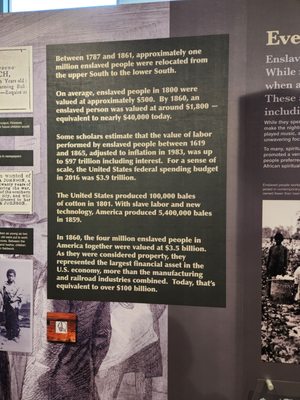 Between 1787 and 1861, approximately one
million enslaved people were relocated from
the upper South to the lower South.
On average, enslaved people in 1800 were
valued at approximately $500. By 1860, an
enslaved person was valued at around $1,800 —
equivalent to nearly $40,000 today.
Some scholars estimate that the value of labor
performed by enslaved people between 1619
and 1865, adjusted to inflation in 1983, was up
to $97 trillion including interest. For a sense of
scale, the United States federal spending budget
in 2016 was $3.9 trillion.
The United States produced 100,000 bales
of cotton in 1801. With slave labor and new
technology, America produced 5,400,000 bales
in 1859.
In 1860, the four million enslaved people in
America together were valued at $3.5 billion.
As they were considered property, they
represented the largest financial asset in the
U.S. economy, more than the manufacturing
and railroad industries combined. Today, that's
equivalent to over $100 billion.
Eve
Enslav
While
when a
These
includi